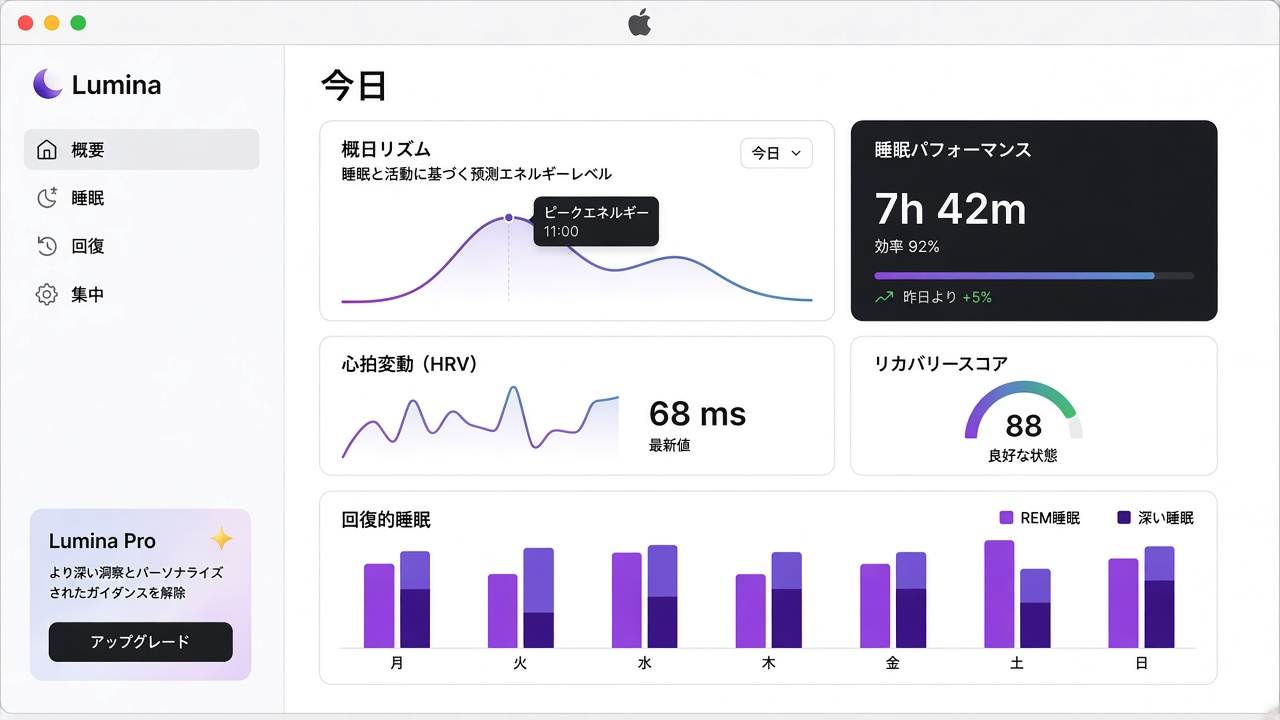 Lumina
概要
睡眠
回復
集中
Lumina Pro
より深い洞察とパーソナライズ
されたガイダンスを解除
アップグレード
今日
概日リズム
睡眠と活動に基づく預測エネルギーレベル
今日
ピークエネルギー
11:00
睡眠パフォーマンス
7h 42m
効率 92%
昨日より +5%
心拍変動（HRV）
68 ms
最新値
リカバリースコア
88
良好な状態
回復的睡眠
REM睡眠
深い睡眠
月
火
水
木
金
土
日